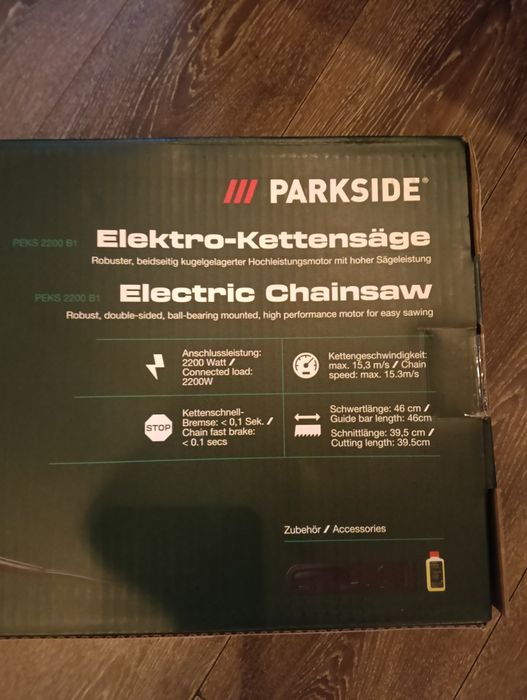 /// PARKSIDE®
PEKS 2200 B1 Elektro-Kettensäge
Robuster, beidseitig kugelgelagerter Hochleistungsmotor mit hoher Sägeleistung
PEKS 2200 B1 Electric Chainsaw
Robust, double-sided, ball-bearing mounted, high performance motor for easy sawing
Anschlussleistung:
2200 Watt /
Connected load:
2200W
Kettengeschwindigkeit:
max. 15,3 m/s / Chain
speed: max. 15.3m/s
STOP
Kettenschnell-
Bremse: < 0,1 Sek. /
Chain fast brake:
< 0.1 secs
Schwertlänge: 46 cm /
Guide bar length: 46cm
Schnittlänge: 39,5 cm /
Cutting length: 39.5cm
Zubehör / Accessories